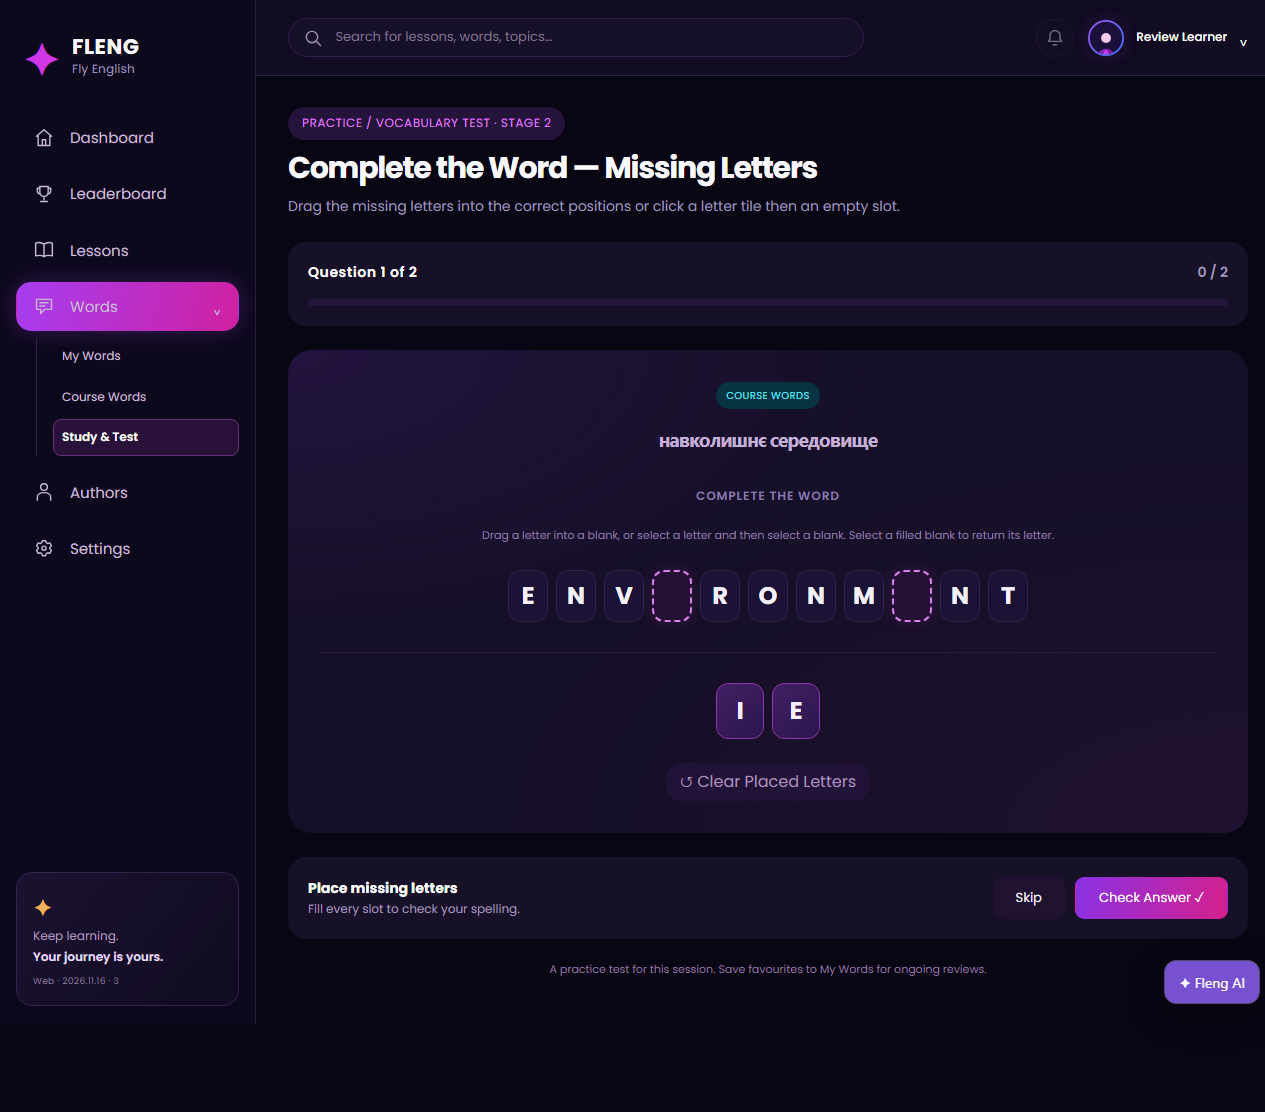 FLENG
Fly English
Dashboard
Leaderboard
Lessons
Words
My Words
Course Words
Study & Test
Authors
Settings
Keep learning.
Your journey is yours.
Web · 2026.11.16 · 3
Search for lessons, words, topics...
Review Learner
PRACTICE / VOCABULARY TEST · STAGE 2
Complete the Word — Missing Letters
Drag the missing letters into the correct positions or click a letter tile then an empty slot.
Question 1 of 2
0 / 2
COURSE WORDS
навколишнє середовище
COMPLETE THE WORD
Drag a letter into a blank, or select a letter and then select a blank. Select a filled blank to return its letter.
E N V R O N M N T
I E
↺ Clear Placed Letters
Place missing letters
Fill every slot to check your spelling.
Skip
Check Answer ✓
A practice test for this session. Save favourites to My Words for ongoing reviews.
✦ Fleng AI